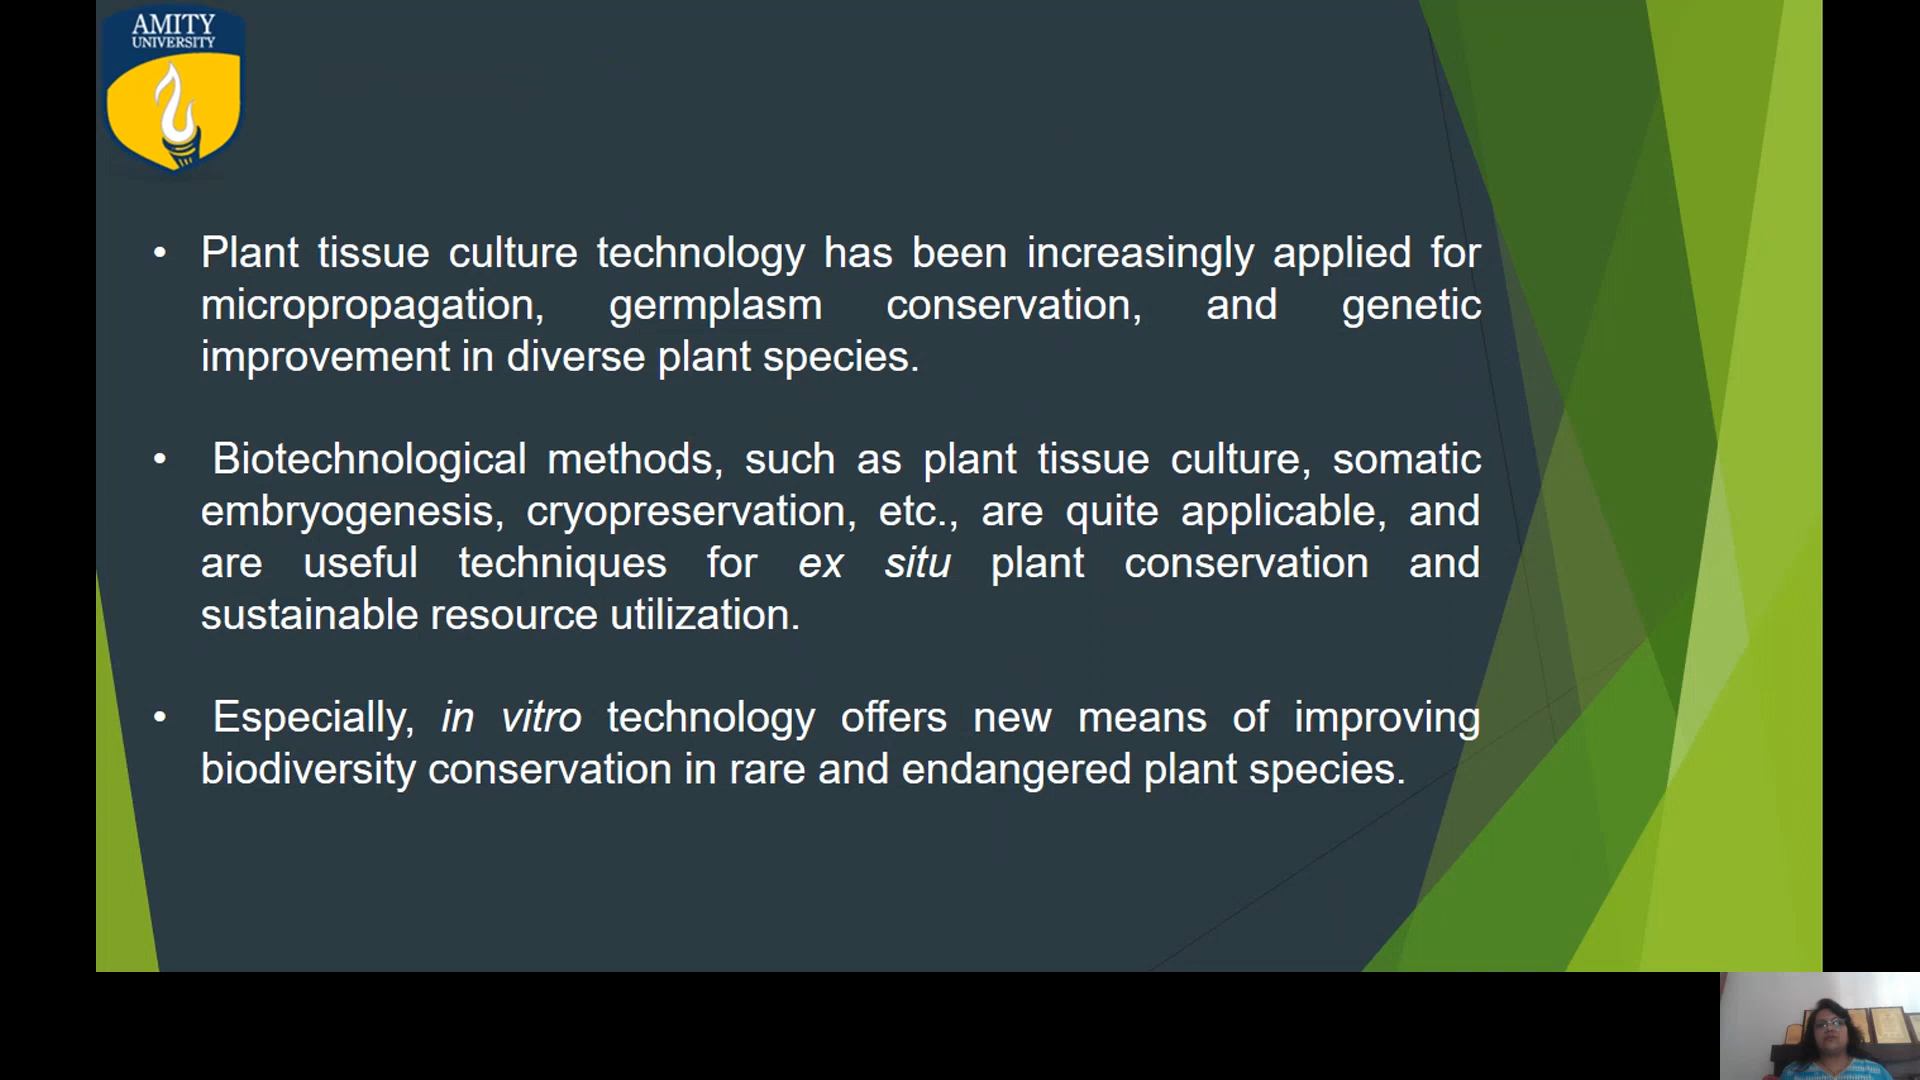 AMITY
UNIVERSITY
• Plant tissue culture technology has been increasingly applied for
micropropagation, germplasm conservation, and genetic
improvement in diverse plant species.
• Biotechnological methods, such as plant tissue culture, somatic
embryogenesis, cryopreservation, etc., are quite applicable, and
are useful techniques for ex situ plant conservation and
sustainable resource utilization.
• Especially, in vitro technology offers new means of improving
biodiversity conservation in rare and endangered plant species.